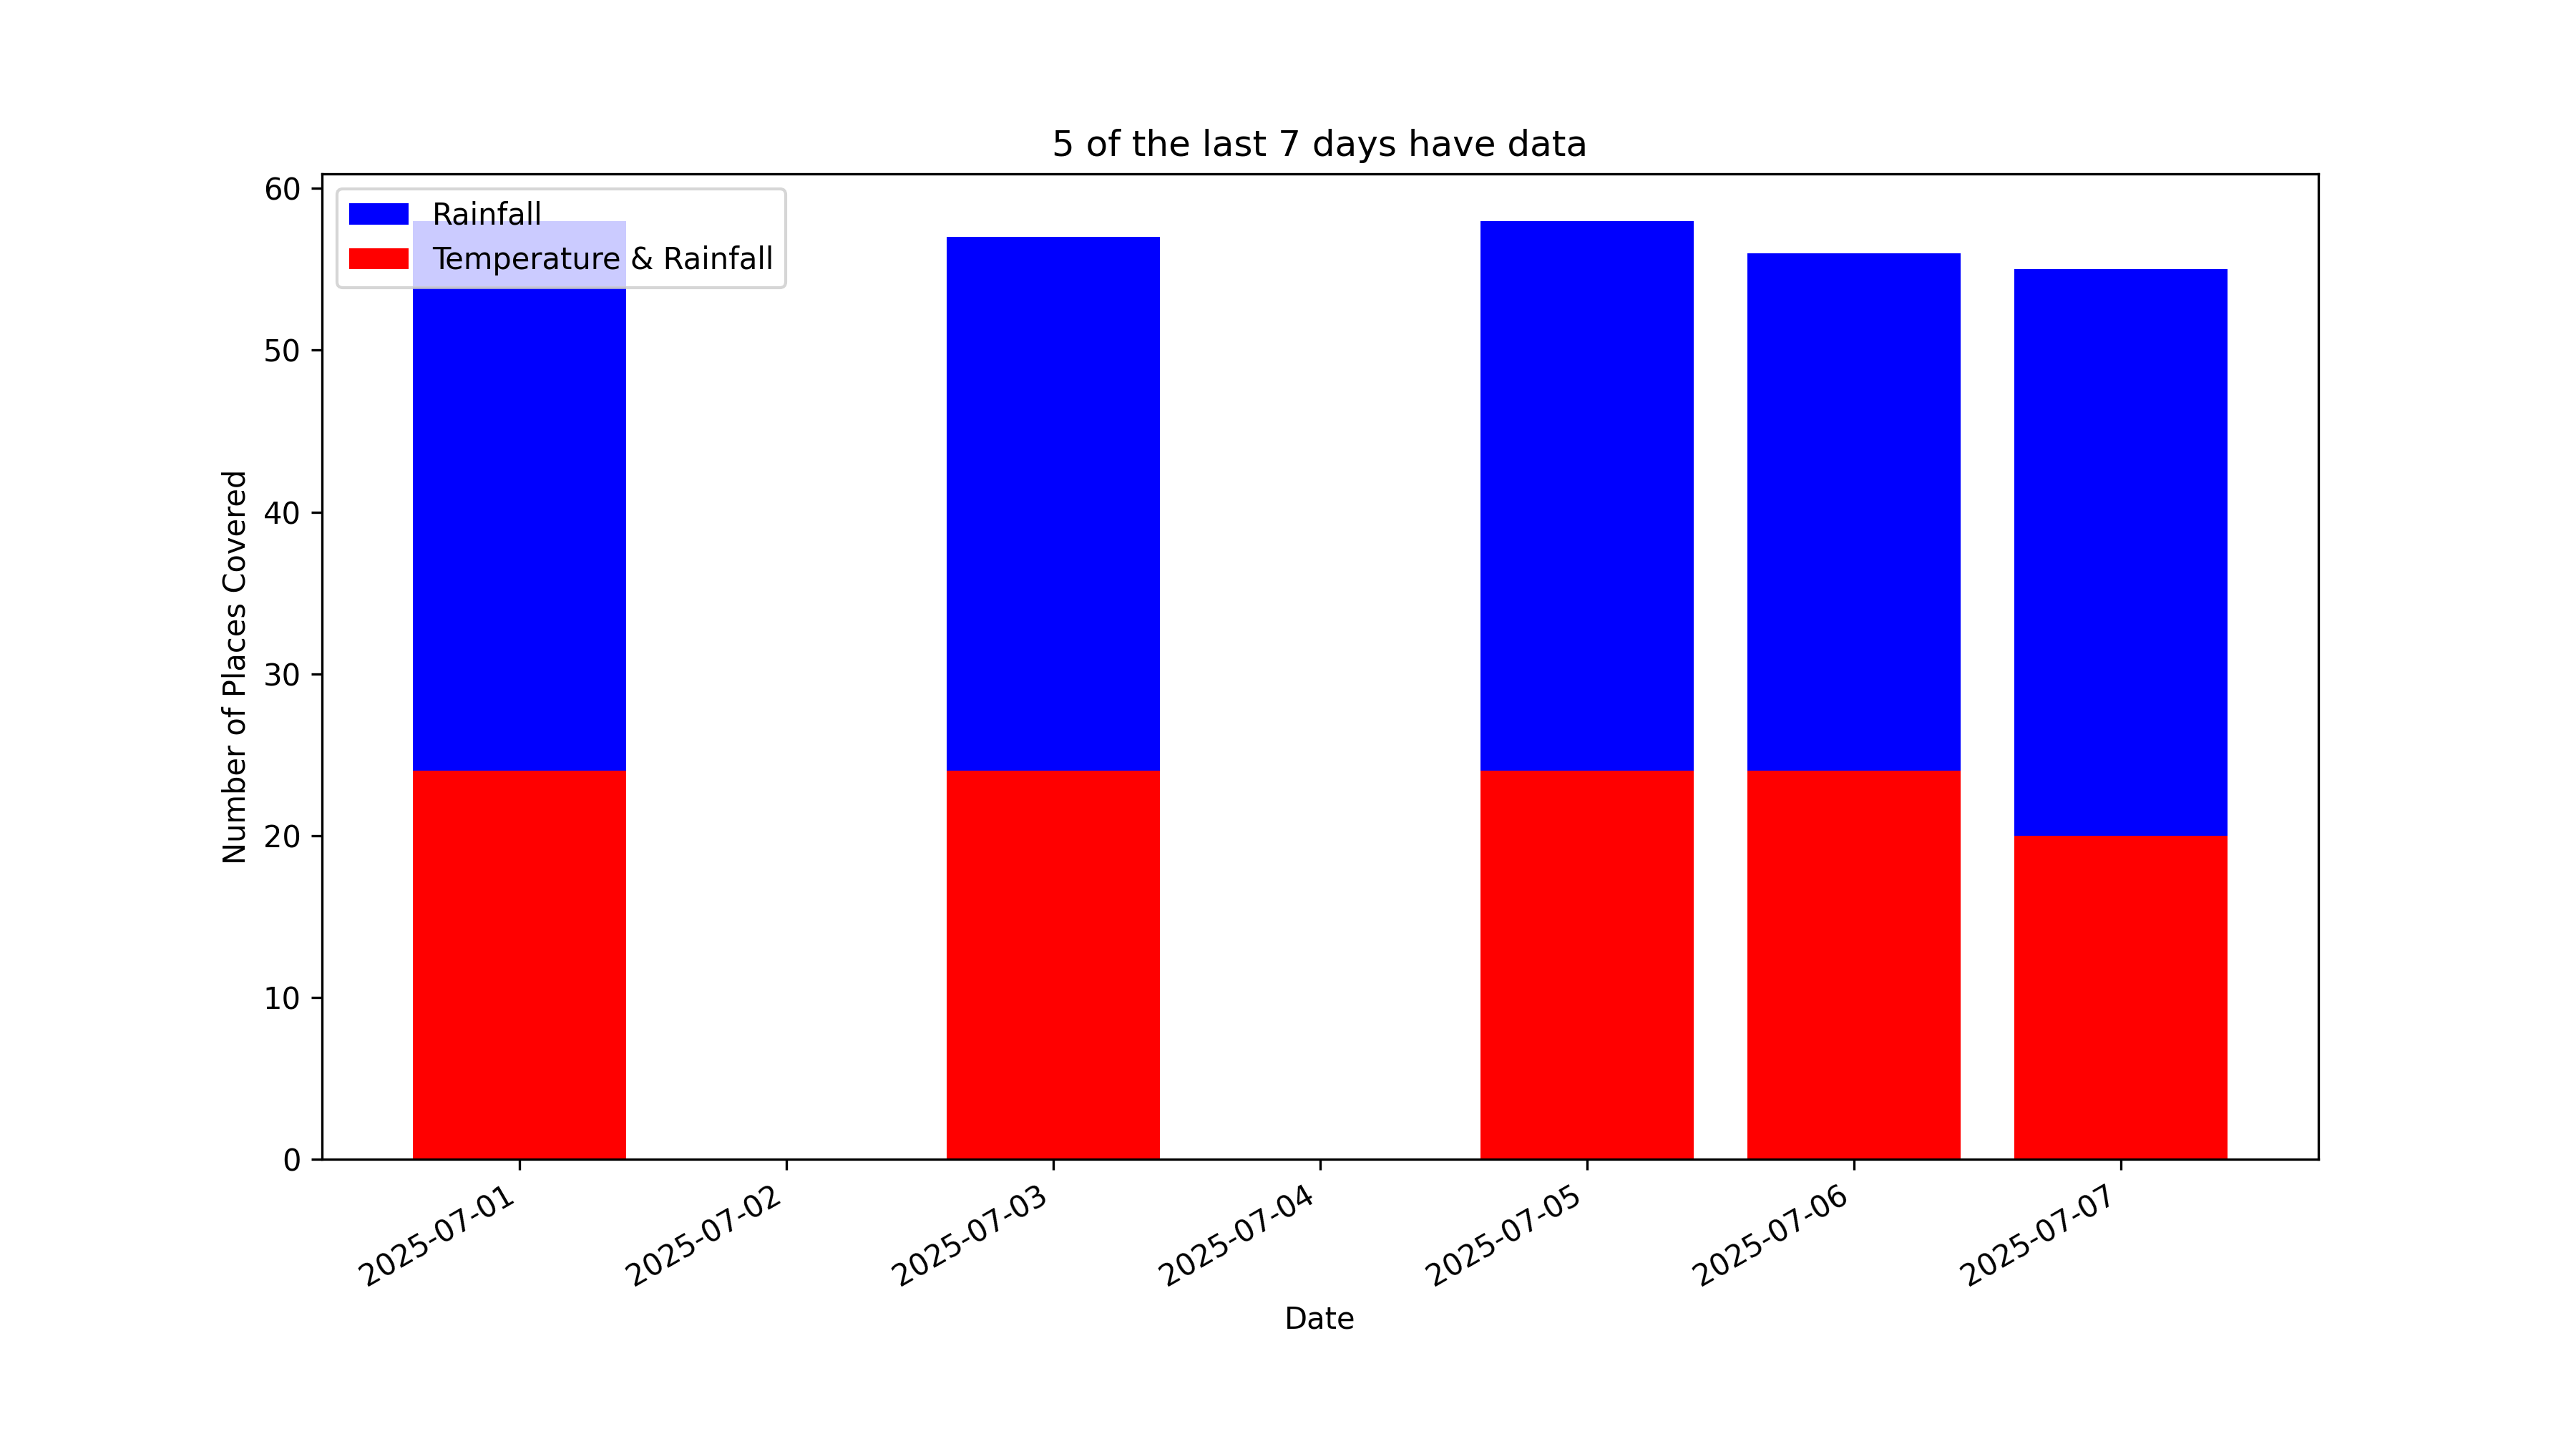 5 of the last 7 days have data
Rainfall
Temperature & Rainfall
60
50
40
30
20
10
0
Number of Places Covered
2025-07-01
2025-07-02
2025-07-03
2025-07-04
2025-07-05
2025-07-06
2025-07-07
Date